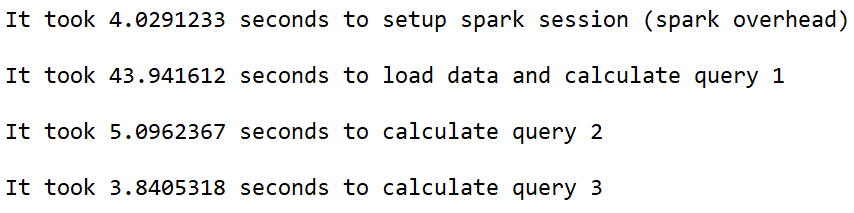 It took 4.0291233 seconds to setup spark session (spark overhead)
It took 43.941612 seconds to load data and calculate query 1
It took 5.0962367 seconds to calculate query 2
It took 3.8405318 seconds to calculate query 3